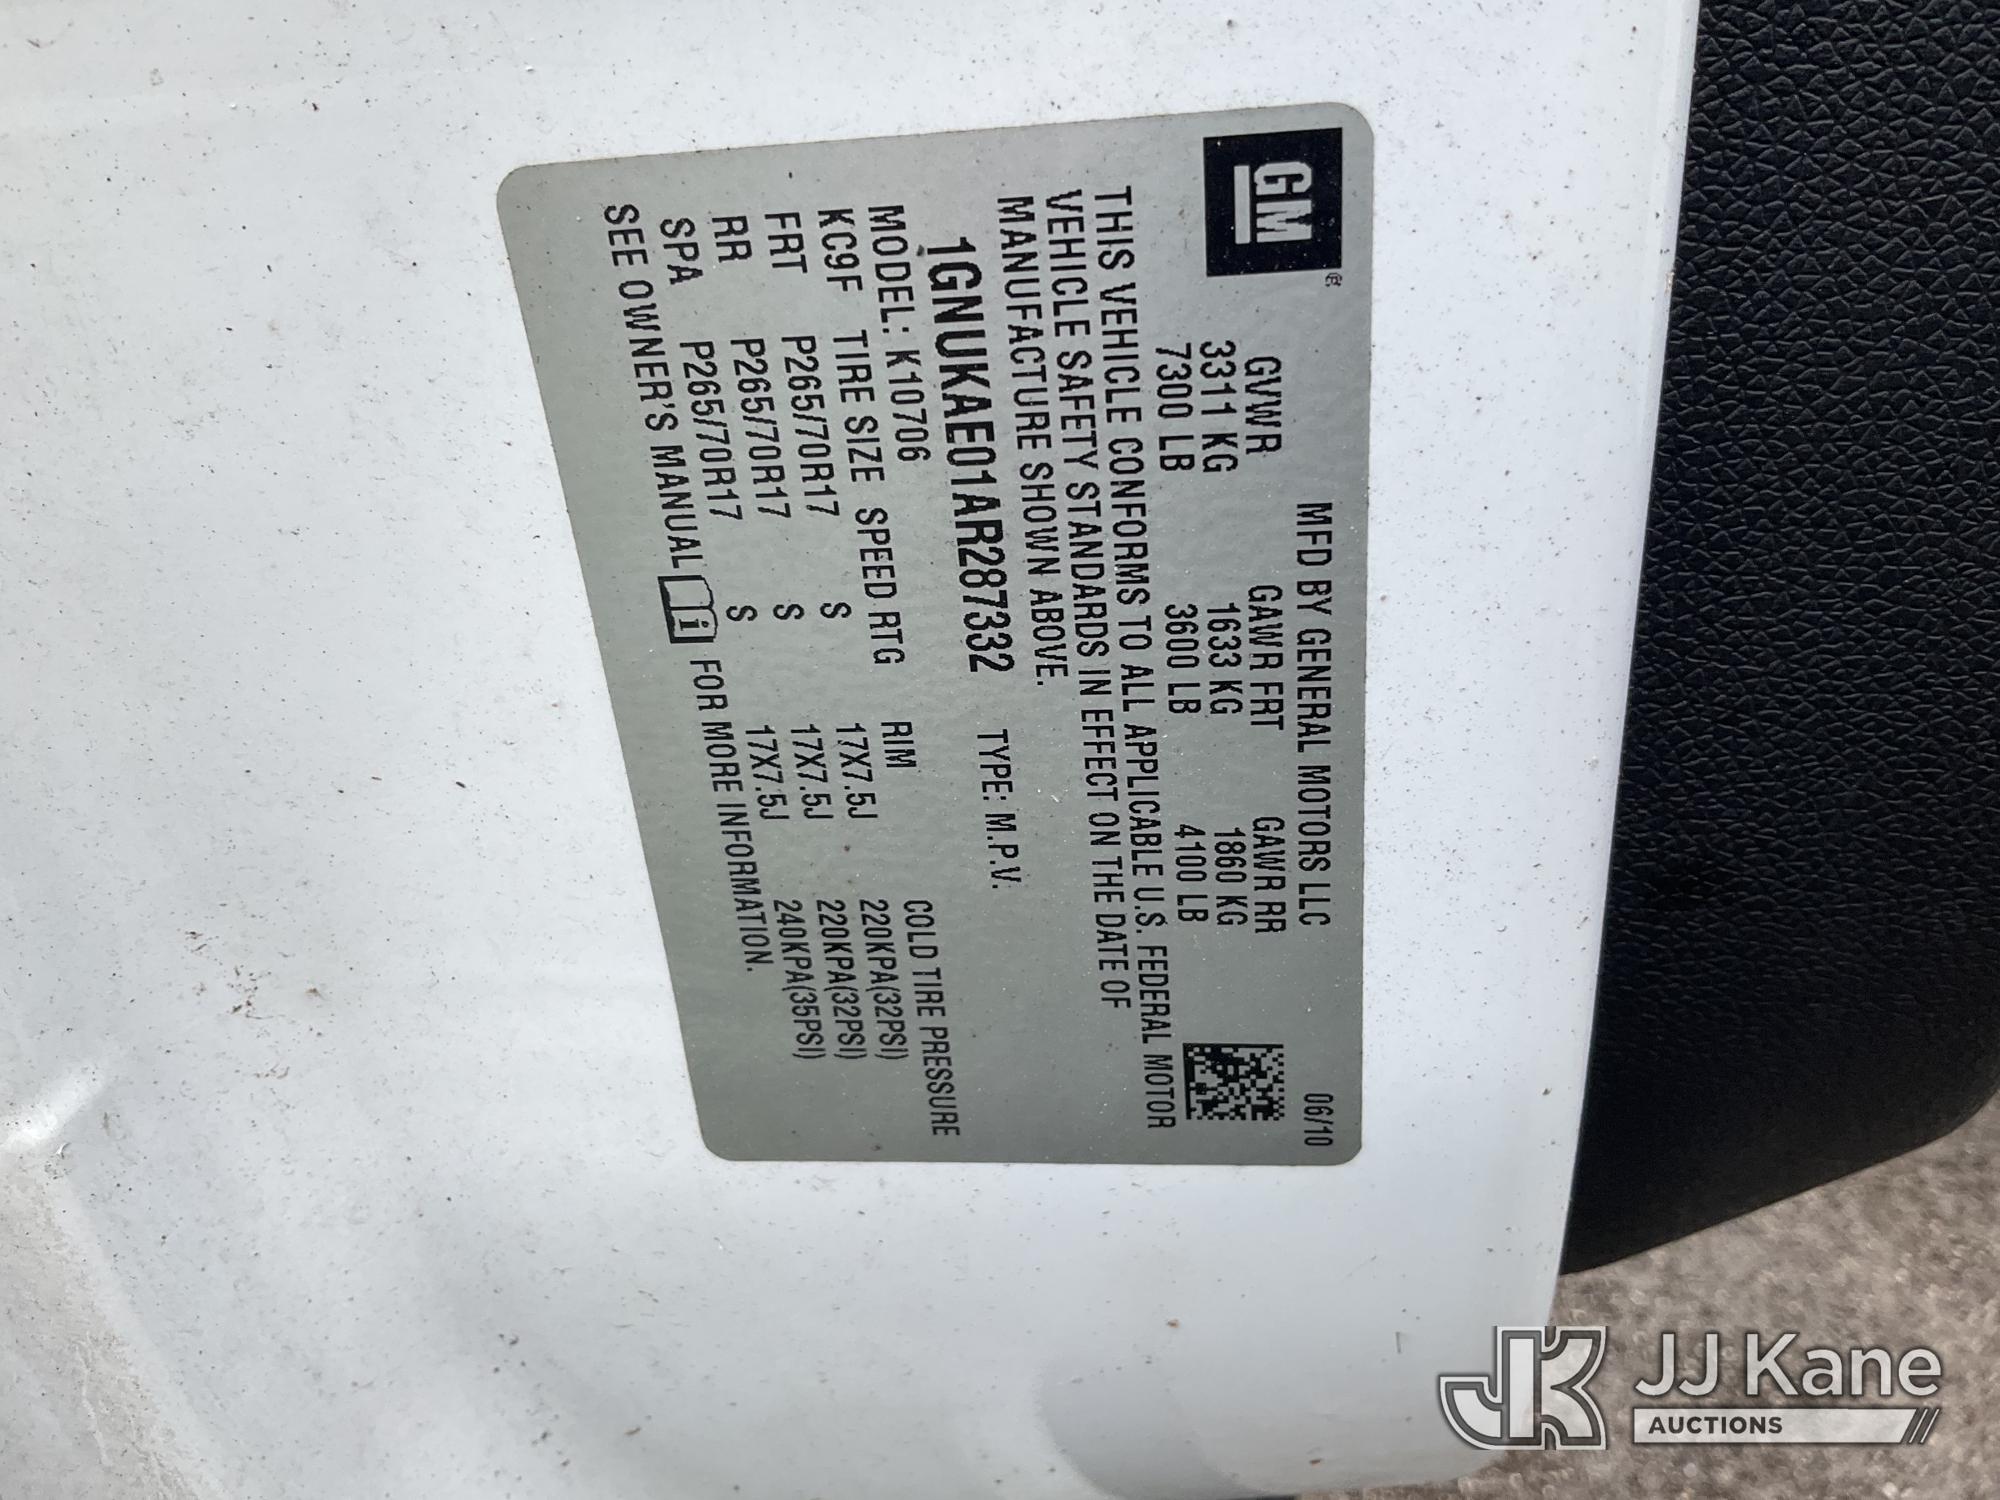 GM®
MFD BY GENERAL MOTORS LLC 06/10
GVWR GAWR FRT GAWR RR
3311 KG 1633 KG 1860 KG
7300 LB 3600 LB 4100 LB
THIS VEHICLE CONFORMS TO ALL APPLICABLE U.S. FEDERAL MOTOR
VEHICLE SAFETY STANDARDS IN EFFECT ON THE DATE OF
MANUFACTURE SHOWN ABOVE.
1GNUKAE01AR287332 TYPE: M.P.V.
MODEL: K10706
KC9F TIRE SIZE SPEED RTG RIM COLD TIRE PRESSURE
FRT P265/70R17 S 17X7.5J 220KPA(32PSI)
RR P265/70R17 S 17X7.5J 220KPA(32PSI)
SPA P265/70R17 S 17X7.5J 240KPA(35PSI)
SEE OWNER'S MANUAL i FOR MORE INFORMATION.
JK JJ Kane
AUCTIONS